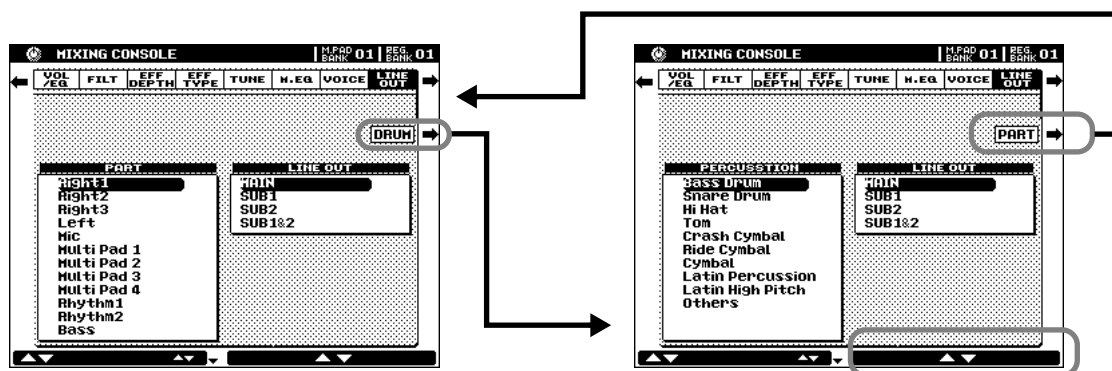 MIXING CONSOLE
M.PAD BANK 01
REG. BANK 01
VOL /EQ
FILT
EFF DEPTH
EFF TYPE
TUNE
M.EQ
VOICE
LINE OUT
DRUM
PART
LINE OUT
Right1
Right2
Right3
Left
Mic
Multi Pad 1
Multi Pad 2
Multi Pad 3
Multi Pad 4
Rhythm1
Rhythm2
Bass
MAIN
SUB1
SUB2
SUB1&2
MIXING CONSOLE
M.PAD BANK 01
REG. BANK 01
VOL /EQ
FILT
EFF DEPTH
EFF TYPE
TUNE
M.EQ
VOICE
LINE OUT
PART
PERCUSSTION
LINE OUT
Bass Drum
Snare Drum
Hi Hat
Tom
Crash Cymbal
Ride Cymbal
Cymbal
Latin Percussion
Latin High Pitch
Others
MAIN
SUB1
SUB2
SUB1&2